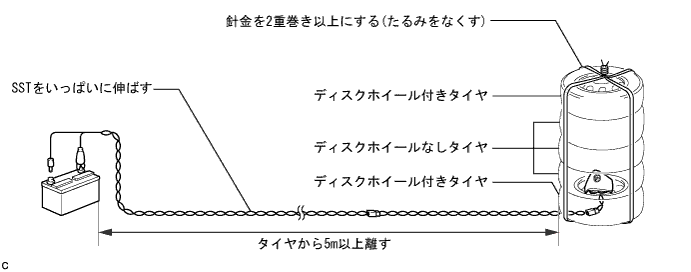 針金を2重巻き以上にする(たるみをなくす)
SSTをいっぱいに伸ばす
ディスクホイール付きタイヤ
ディスクホイールなしタイヤ
ディスクホイール付きタイヤ
タイヤから5m以上離す
c